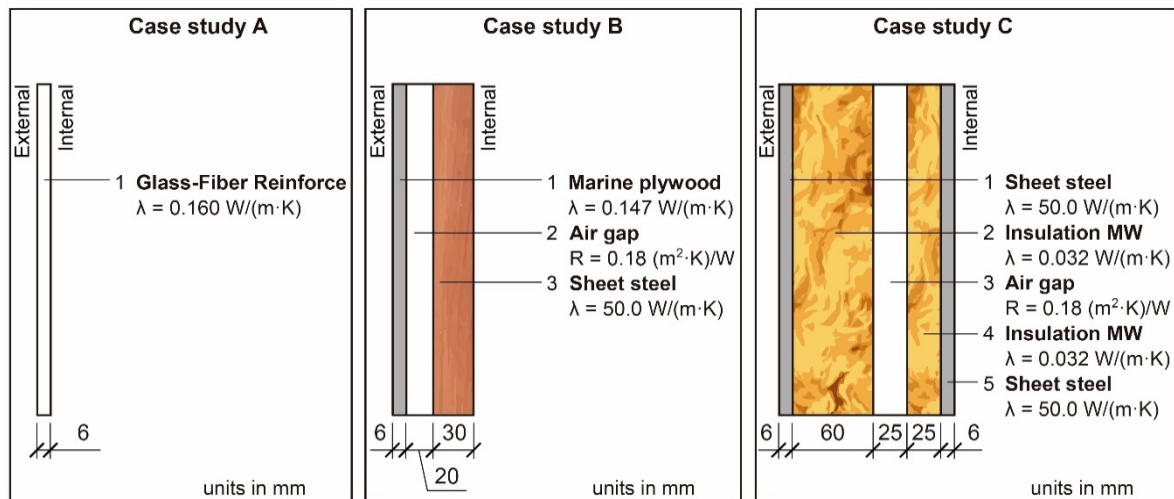 Case study A
External
Internal
1 Glass-Fiber Reinforce
λ = 0.160 W/(m·K)
6
units in mm
Case study B
External
Internal
1 Marine plywood
λ = 0.147 W/(m·K)
2 Air gap
R = 0.18 (m²·K)/W
3 Sheet steel
λ = 50.0 W/(m·K)
6 30
20
units in mm
Case study C
External
Internal
1 Sheet steel
λ = 50.0 W/(m·K)
2 Insulation MW
λ = 0.032 W/(m·K)
3 Air gap
R = 0.18 (m²·K)/W
4 Insulation MW
λ = 0.032 W/(m·K)
5 Sheet steel
λ = 50.0 W/(m·K)
6 60 25 25 6
units in mm